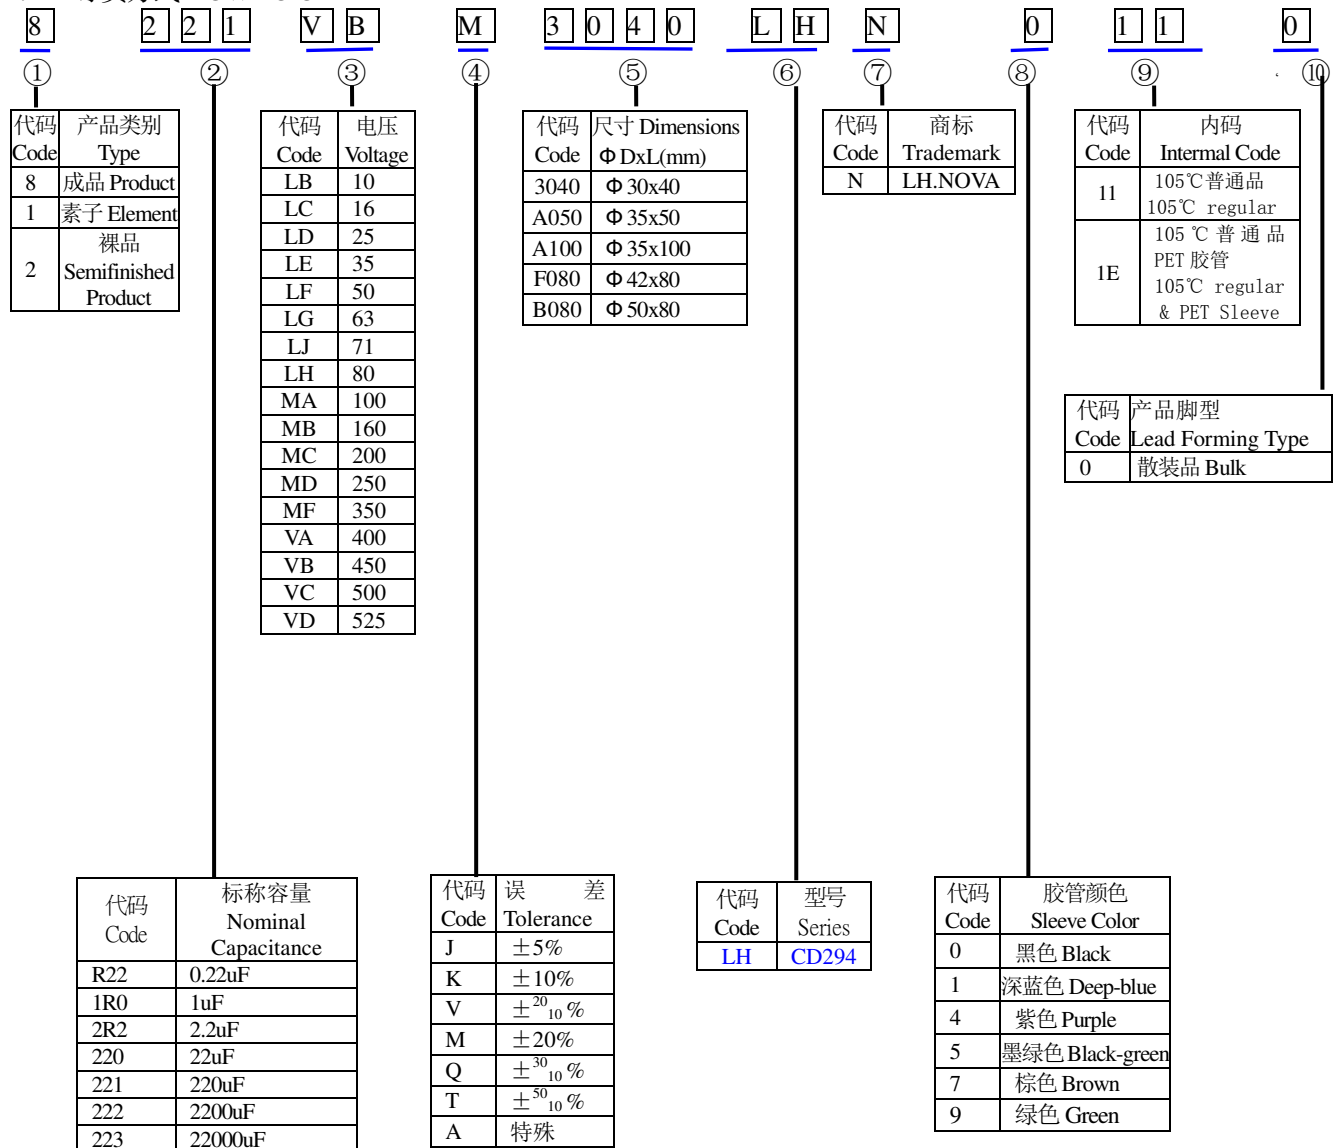 8 2 2 1 V B M 3 0 4 0 L H N 0 1 1 0
① ② ③ ④ ⑤ ⑥ ⑦ ⑧ ⑨ ⑩
代码 产品类别
Code Type
8 成品 Product
1 素子 Element
2 裸品
Semifinished
Product
代码 电压
Code Voltage
LB 10
LC 16
LD 25
LE 35
LF 50
LG 63
LJ 71
LH 80
MA 100
MB 160
MC 200
MD 250
MF 350
VA 400
VB 450
VC 500
VD 525
代码 尺寸 Dimensions
Code ΦDxL(mm)
3040 Φ30x40
A050 Φ35x50
A100 Φ35x100
F080 Φ42x80
B080 Φ50x80
代码 商标
Code Trademark
N LH.NOVA
代码 内码
Code Intermal Code
11 105℃普通品
105℃ regular
1E 105 ℃ 普 通 品
PET 胶管
105℃ regular
& PET Sleeve
代码 产品脚型
Code Lead Forming Type
0 散装品 Bulk
代码 标称容量
Code Nominal
Capacitance
R22 0.22uF
1R0 1uF
2R2 2.2uF
220 22uF
221 220uF
222 2200uF
223 22000uF
代码 误 差
Code Tolerance
J ±5%
K ±10%
V ±²⁰₁₀%
M ±20%
Q ±³⁰₁₀%
T ±⁵⁰₁₀%
A 特殊
代码 型号
Code Series
LH CD294
代码 胶管颜色
Code Sleeve Color
0 黑色 Black
1 深蓝色 Deep-blue
4 紫色 Purple
5 墨绿色 Black-green
7 棕色 Brown
9 绿色 Green